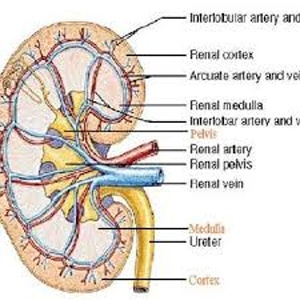 Interlobular artery and
Renal cortex
Arcuate artery and vei
Renal medulla
Interlobar artery and v
Pelvis
Renal artery
Renal pelvis
Renal vein
Medulla
Ureter
Cortex